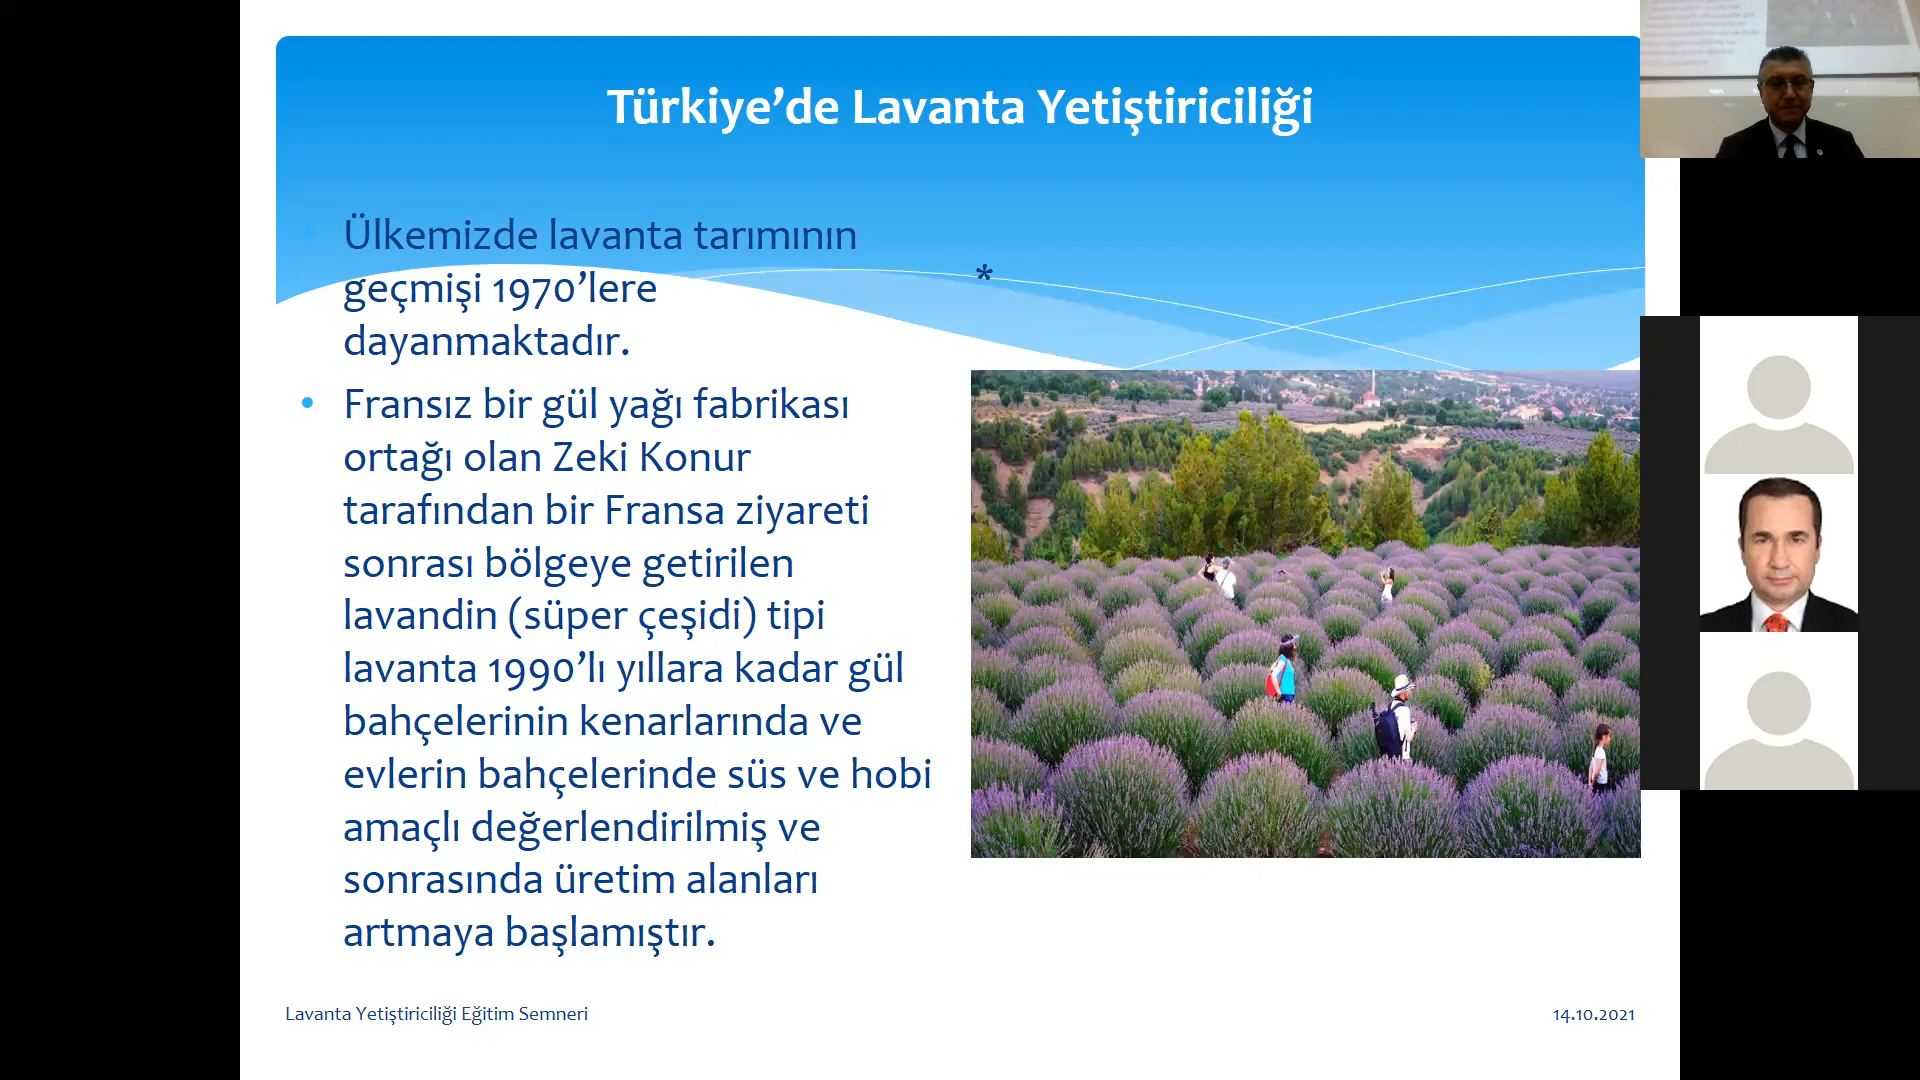 Türkiye’de Lavanta Yetiştiriciliği
Ülkemizde lavanta tarımının
geçmişi 1970’lere
dayanmaktadır.
*
Fransız bir gül yağı fabrikası
ortağı olan Zeki Konur
tarafından bir Fransa ziyareti
sonrası bölgeye getirilen
lavandin (süper çeşidi) tipi
lavanta 1990’lı yıllara kadar gül
bahçelerinin kenarlarında ve
evlerin bahçelerinde süs ve hobi
amaçlı değerlendirilmiş ve
sonrasında üretim alanları
artmaya başlamıştır.
Lavanta Yetiştiriciliği Eğitim Semneri
14.10.2021